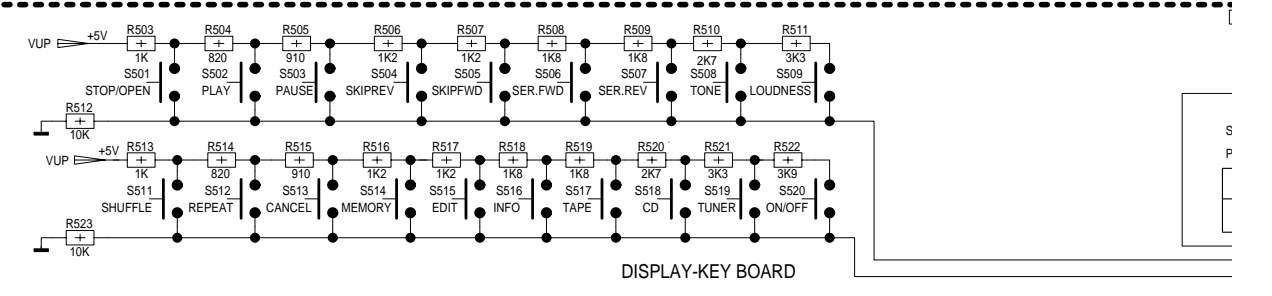 R503 R504 R505 R506 R507 R508 R509 R510 R511
VUP +5V
1K 820 910 1K2 1K2 1K8 1K8 2K7 3K3
S501 S502 S503 S504 S505 S506 S507 S508 S509
STOP/OPEN PLAY PAUSE SKIPREV SKIPFWD SER.FWD SER.REV TONE LOUDNESS
R512
10K
VUP +5V R513 R514 R515 R516 R517 R518 R519 R520 R521 R522
1K 820 910 1K2 1K2 1K8 1K8 2K7 3K3 3K9
S511 S512 S513 S514 S515 S516 S517 S518 S519 S520
SHUFFLE REPEAT CANCEL MEMORY EDIT INFO TAPE CD TUNER ON/OFF
R523
10K
DISPLAY-KEY BOARD
S
P